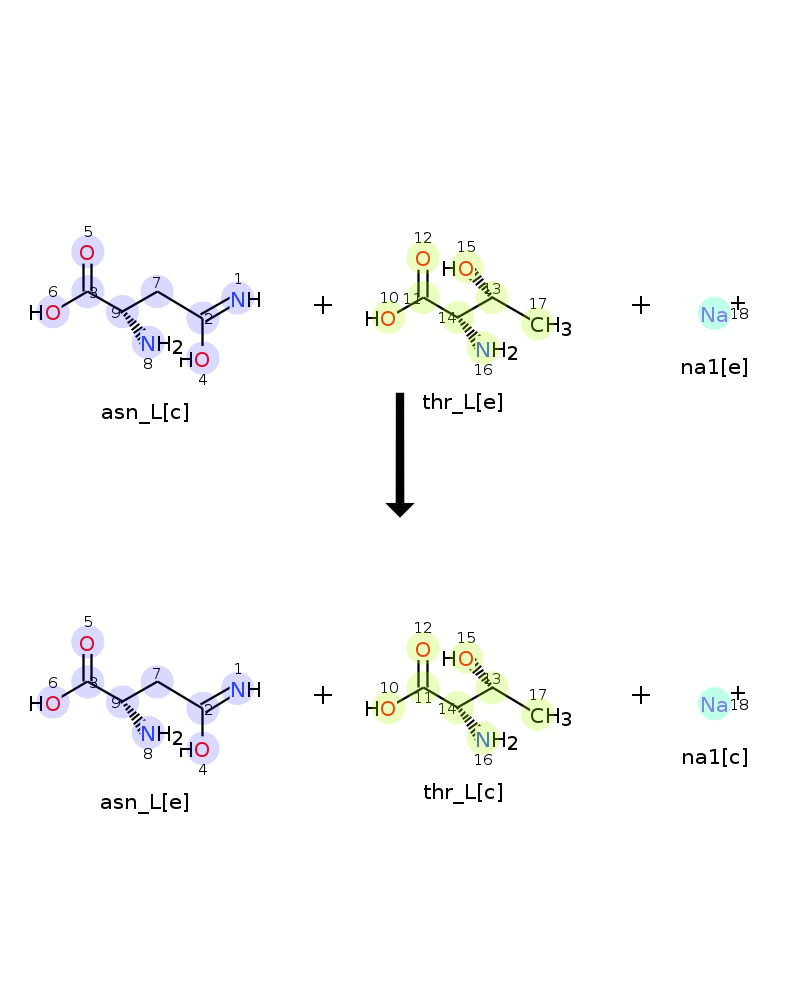 5 12 15
O O HO
6 3 7 1 10 11 13 17
HO 9 2 NH + HO 14 CH3 + Na+ 18
NH2 HO NH2
8 4 16
asn_L[c] thr_L[e] na1[e]
5 12 15
O O HO
6 3 7 1 10 11 13 17
HO 9 2 NH + HO 14 CH3 + Na+ 18
NH2 HO NH2
8 4 16
asn_L[e] thr_L[c] na1[c]